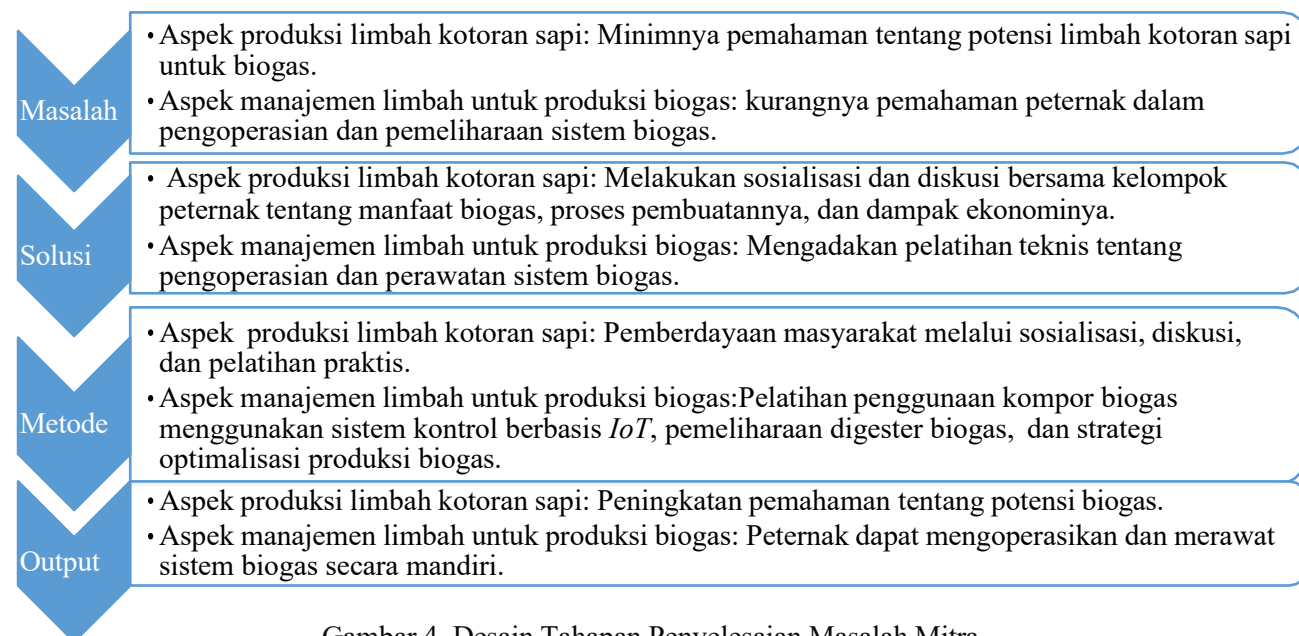 Masalah
• Aspek produksi limbah kotoran sapi: Minimnya pemahaman tentang potensi limbah kotoran sapi
untuk biogas.
• Aspek manajemen limbah untuk produksi biogas: kurangnya pemahaman peternak dalam
pengoperasian dan pemeliharaan sistem biogas.
Solusi
• Aspek produksi limbah kotoran sapi: Melakukan sosialisasi dan diskusi bersama kelompok
peternak tentang manfaat biogas, proses pembuatannya, dan dampak ekonominya.
• Aspek manajemen limbah untuk produksi biogas: Mengadakan pelatihan teknis tentang
pengoperasian dan perawatan sistem biogas.
Metode
• Aspek  produksi limbah kotoran sapi: Pemberdayaan masyarakat melalui sosialisasi, diskusi,
dan pelatihan praktis.
• Aspek manajemen limbah untuk produksi biogas:Pelatihan penggunaan kompor biogas
menggunakan sistem kontrol berbasis IoT, pemeliharaan digester biogas,  dan strategi
optimalisasi produksi biogas.
Output
• Aspek produksi limbah kotoran sapi: Peningkatan pemahaman tentang potensi biogas.
• Aspek manajemen limbah untuk produksi biogas: Peternak dapat mengoperasikan dan merawat
sistem biogas secara mandiri.
Gambar 4. Desain Tahapan Penyelesaian Masalah Mitra